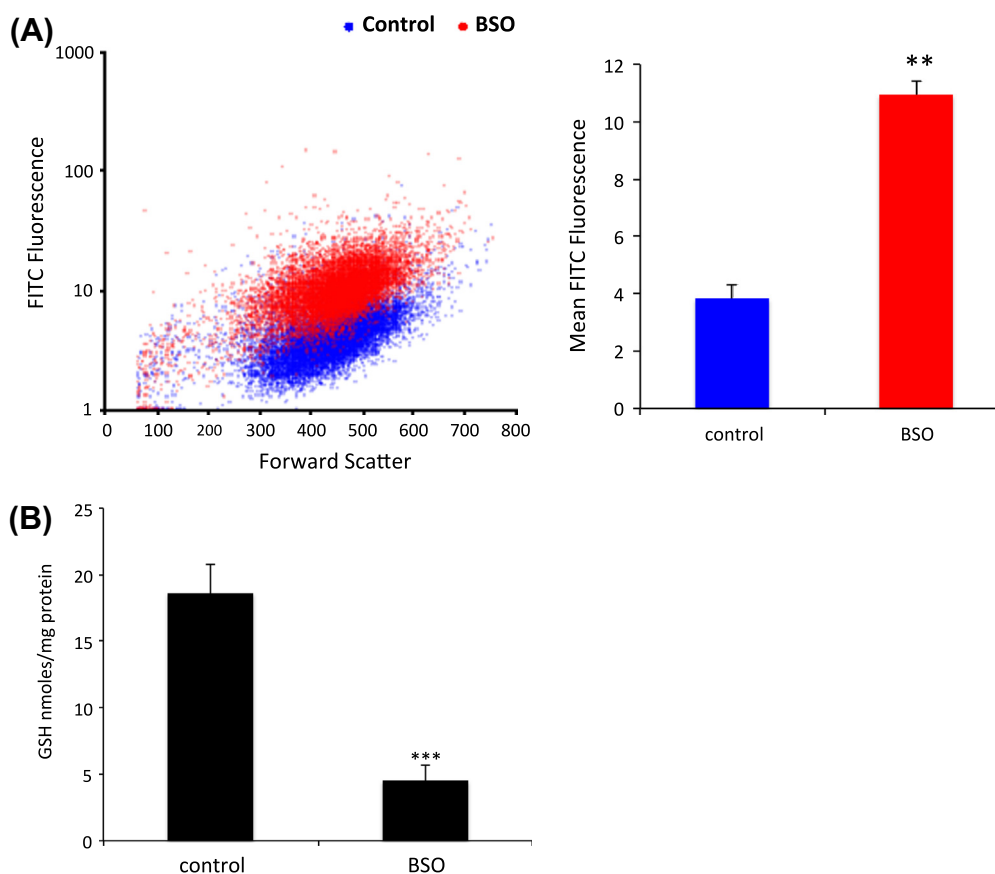 (A)
Control BSO
1000
100
10
1
FITC Fluorescence
0 100 200 300 400 500 600 700 800
Forward Scatter
12
10
8
6
4
2
0
Mean FITC Fluorescence
**
control BSO
(B)
25
20
15
10
5
0
GSH nmoles/mg protein
***
control BSO